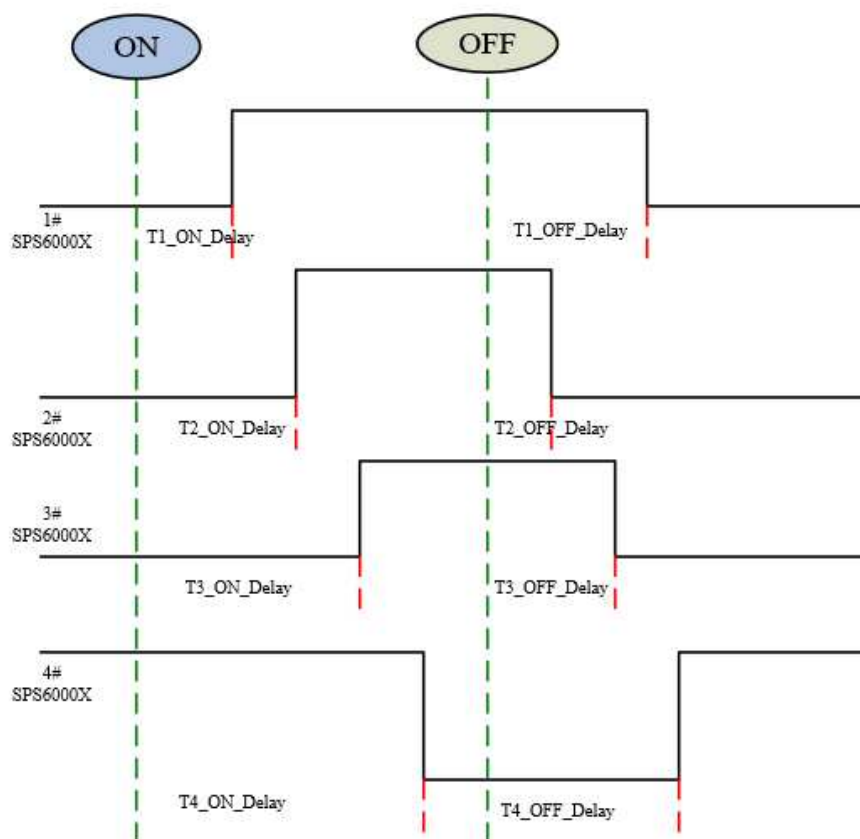 ON
OFF
1#
SPS6000X
T1_ON_Delay
T1_OFF_Delay
2#
SPS6000X
T2_ON_Delay
T2_OFF_Delay
3#
SPS6000X
T3_ON_Delay
T3_OFF_Delay
4#
SPS6000X
T4_ON_Delay
T4_OFF_Delay